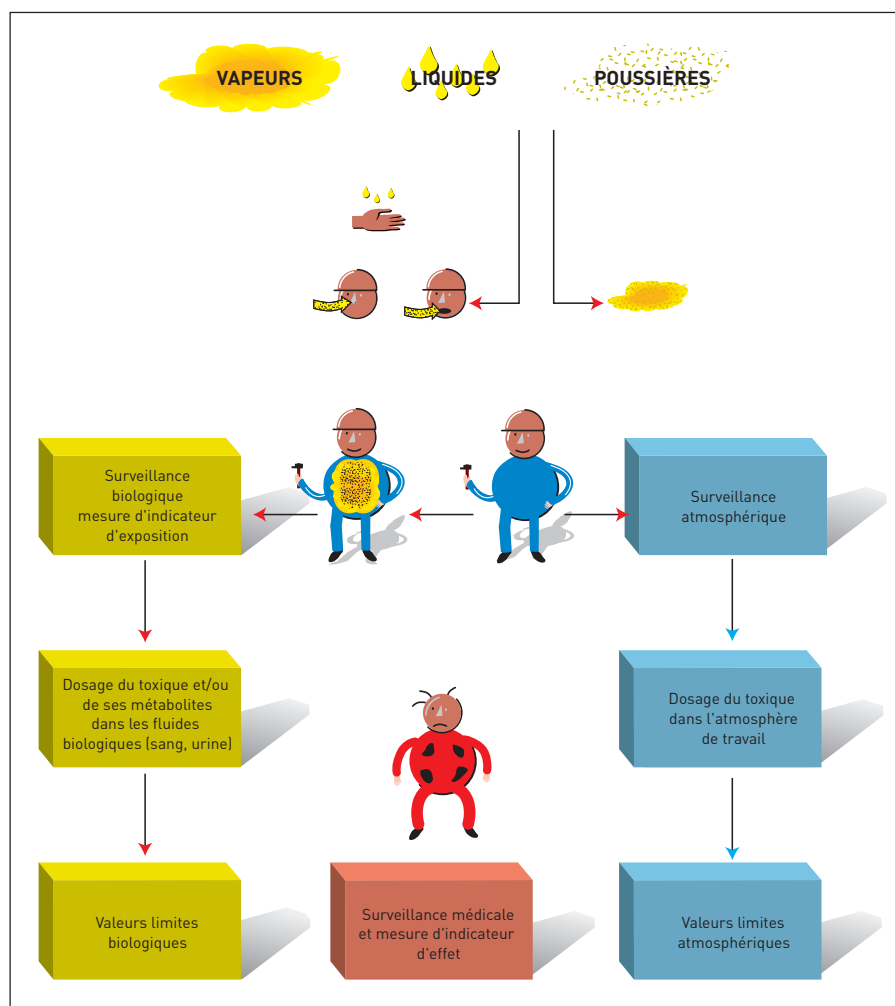 VAPEURS
LIQUIDES
POUSSIÈRES
Surveillance
biologique
mesure d'indicateur
d'exposition
Surveillance
atmosphérique
Dosage du toxique et/ou
de ses métabolites
dans les fluides
biologiques (sang, urine)
Dosage du toxique
dans l'atmosphère
de travail
Valeurs limites
biologiques
Surveillance médicale
et mesure d'indicateur
d'effet
Valeurs limites
atmosphériques